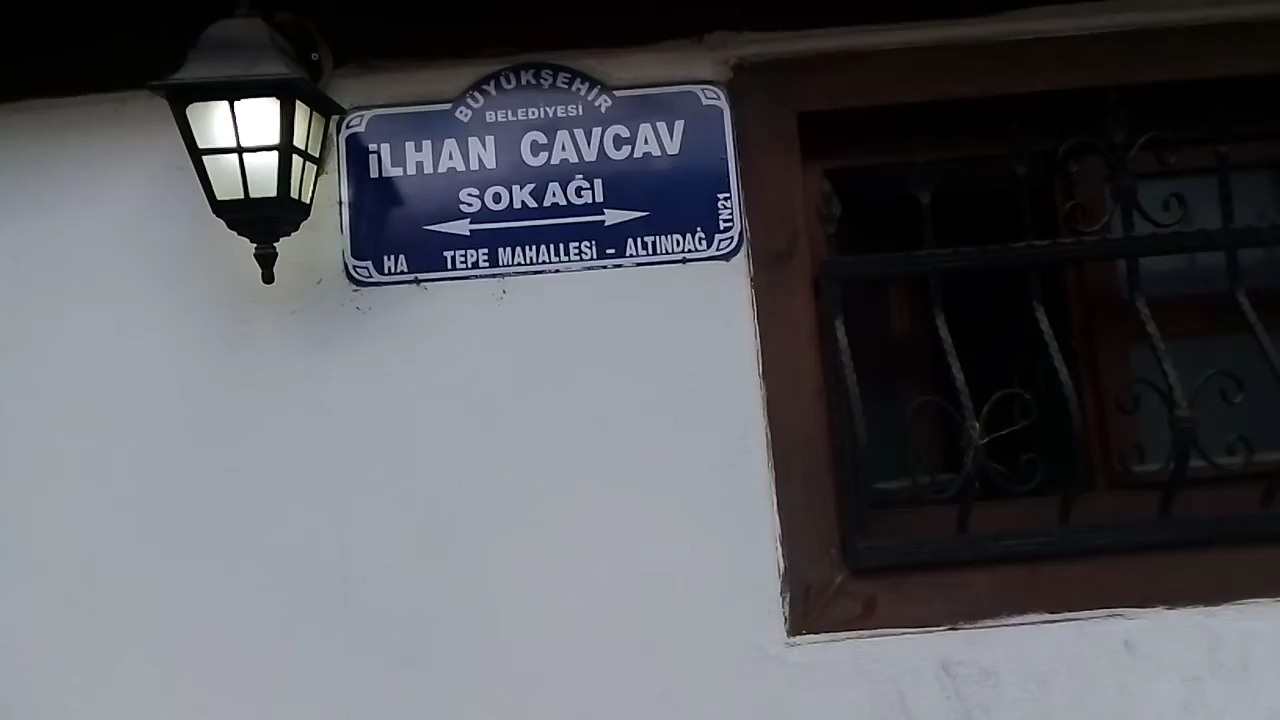 BÜYÜKŞEHİR
BELEDİYESİ
İLHAN CAVCAV
SOKAĞI
TN21
HA TEPE MAHALLESİ - ALTINDAĞ